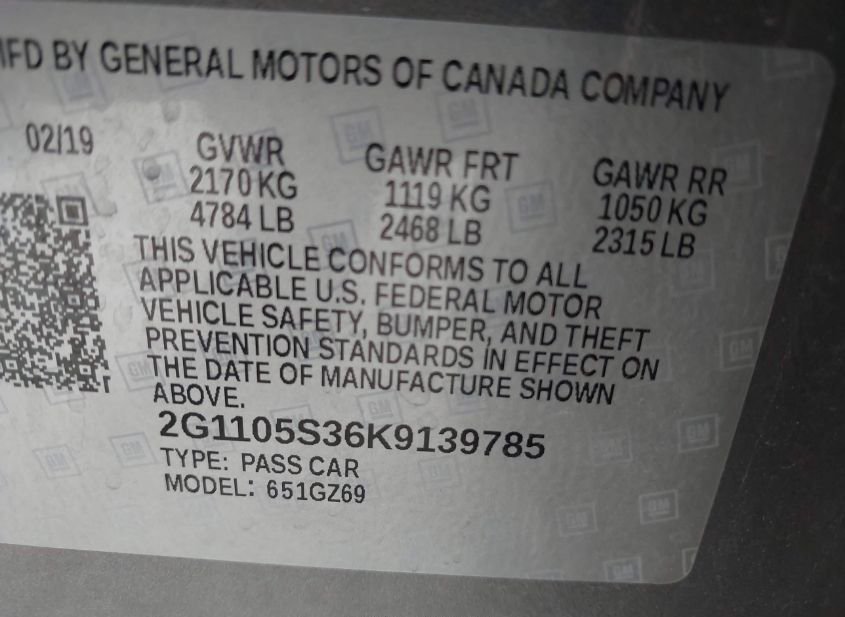 MFD BY GENERAL MOTORS OF CANADA COMPANY
02/19
GVWR GAWR FRT GAWR RR
2170 KG 1119 KG 1050 KG
4784 LB 2468 LB 2315 LB
THIS VEHICLE CONFORMS TO ALL
APPLICABLE U.S. FEDERAL MOTOR
VEHICLE SAFETY, BUMPER, AND THEFT
PREVENTION STANDARDS IN EFFECT ON
THE DATE OF MANUFACTURE SHOWN
ABOVE.
2G1105S36K9139785
TYPE: PASS CAR
MODEL: 651GZ69